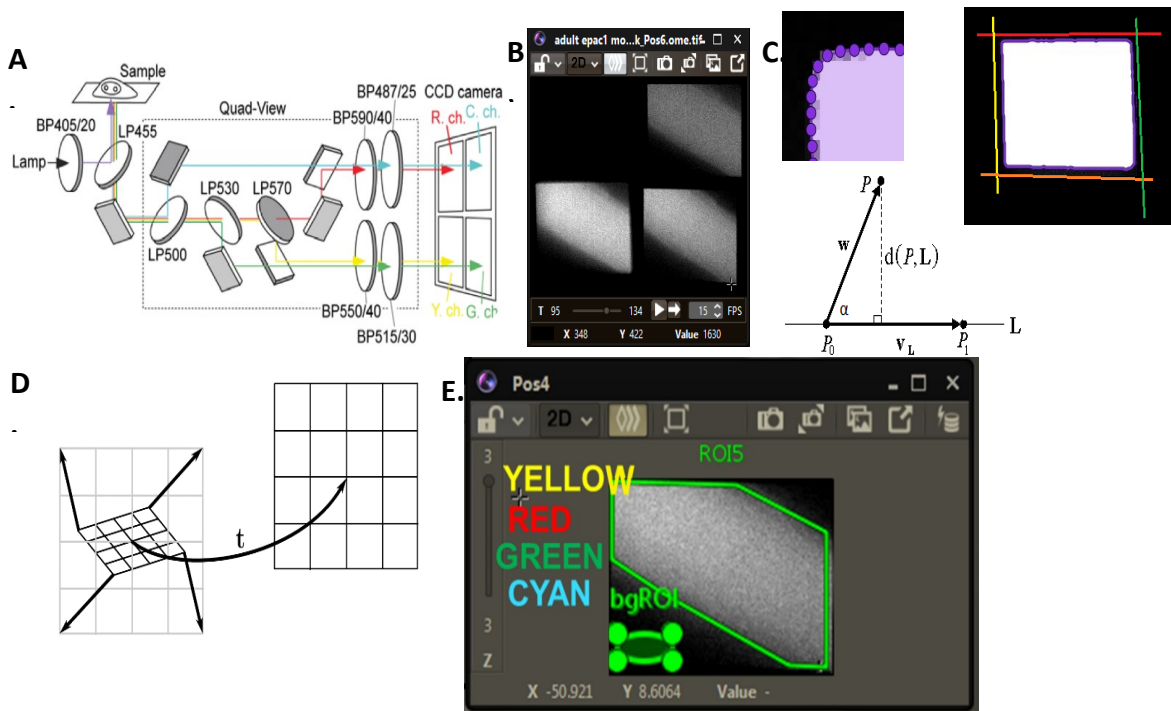 A
.
Sample
BP405/20
LP455
Lamp
Quad-View
LP530
LP570
LP500
BP590/40
BP487/25
CCD camera
R. ch.
C. ch.
Y. ch.
G. ch.
BP550/40
BP515/30
B
.
adult epac1 mo...k_Pos6.ome.tif
2D
T 95 134 15 FPS
X 348 Y 422 Value 1630
C.
P
w
d(P,L)
α
L
P0
vL
P1
D
.
t
E.
Pos4
2D
3
ROI5
YELLOW
RED
GREEN
CYAN
bgROI
3
Z
X -50.921 Y 8.6064 Value -